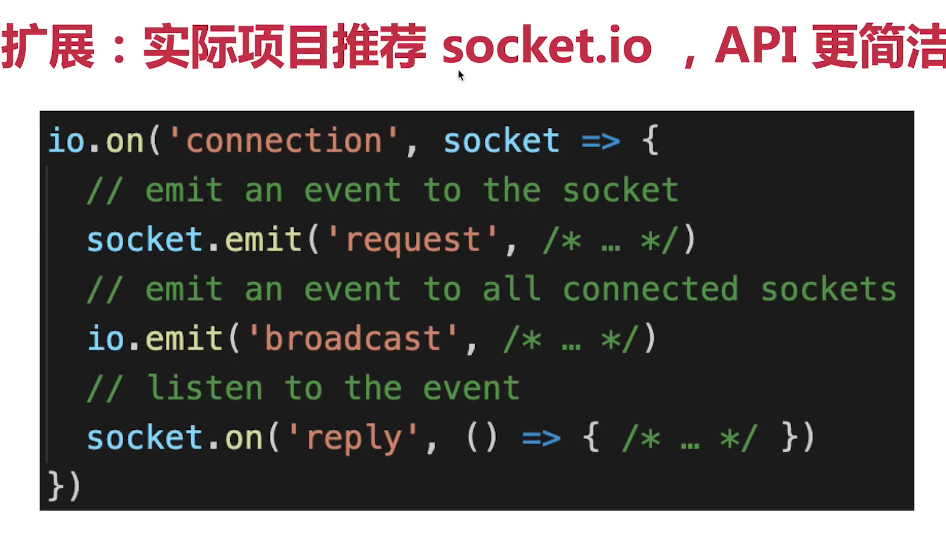 扩展：实际项目推荐 socket.io ，API 更简洁
io.on('connection', socket => {
// emit an event to the socket
socket.emit('request', /* … */)
// emit an event to all connected sockets
io.emit('broadcast', /* … */)
// listen to the event
socket.on('reply', () => { /* … */ })
})